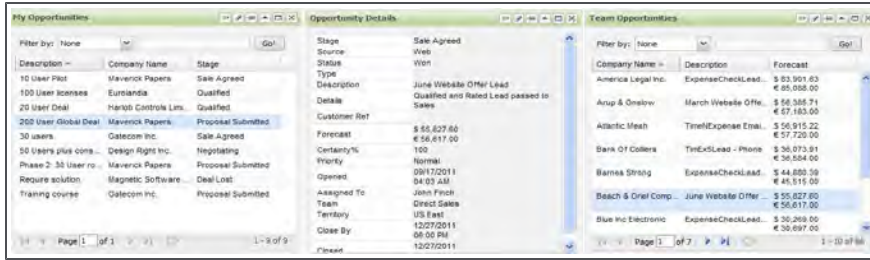 My Opportunities
Filter by: None Go!
Description Company Name Stage
10 User Pilot Maverick Papers Sale Agreed
100 User licenses Eurolandia Qualified
20 User Deal Harlob Controls Limi... Qualified
200 User Global Deal Maverick Papers Proposal Submitted
30 users Gatecom Inc. Sale Agreed
50 Users plus cons... Design Right Inc. Negotiating
Phase 2: 30 User ro... Maverick Papers Proposal Submitted
Require solution Magnetic Software ... Deal Lost
Training course Gatecom Inc. Proposal Submitted
Page 1 of 1 1 - 9 of 9
Opportunity Details
Stage Sale Agreed
Source Web
Status Won
Type
Description June Website Offer Lead
Details Qualified and Rated Lead passed to
Sales
Customer Ref
Forecast $ 55,827.60
€ 56,617.00
Certainty% 100
Priority Normal
Opened 09/17/2011
04:03 AM
Assigned To John Finch
Team Direct Sales
Territory US East
Close By 12/27/2011
06:00 PM
Closed 12/27/2011
Team Opportunities
Filter by: None Go!
Company Name Description Forecast
America Legal Inc. ExpenseCheckLead... $ 83,901.63
€ 85,088.00
Arup & Onslow March Website Offe... $ 56,385.71
€ 57,183.00
Atlantic Mesh TimeNExpense Emai... $ 56,915.22
€ 57,720.00
Bank Of Colliers TimExSLead - Phone $ 36,073.91
€ 36,584.00
Barnes Strong ExpenseCheckLead... $ 44,880.39
€ 45,515.00
Beach & Griel Comp... June Website Offer ... $ 55,827.60
€ 56,617.00
Blue Inc Electronic ExpenseCheckLead... $ 30,269.00
€ 30,697.00
Page 1 of 7 1 - 10 of